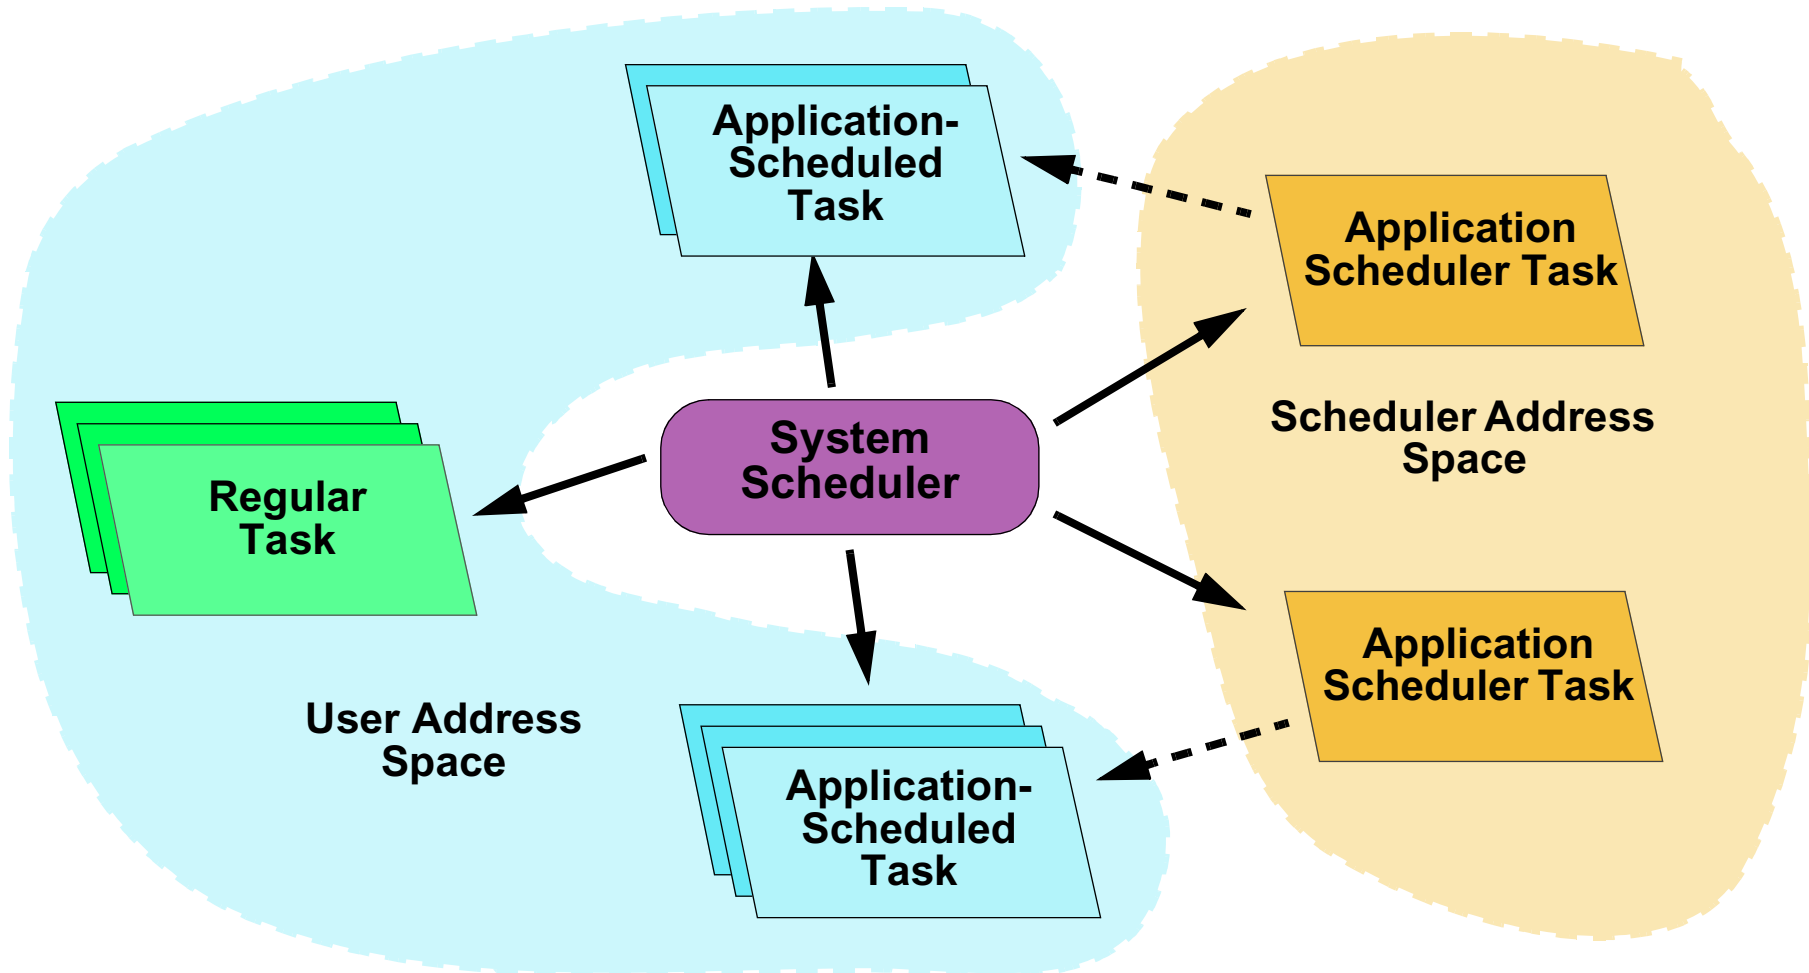 Application-
Scheduled
Task
Application
Scheduler Task
Scheduler Address
Space
System
Scheduler
Regular
Task
User Address
Space
Application
Scheduler Task
Application-
Scheduled
Task